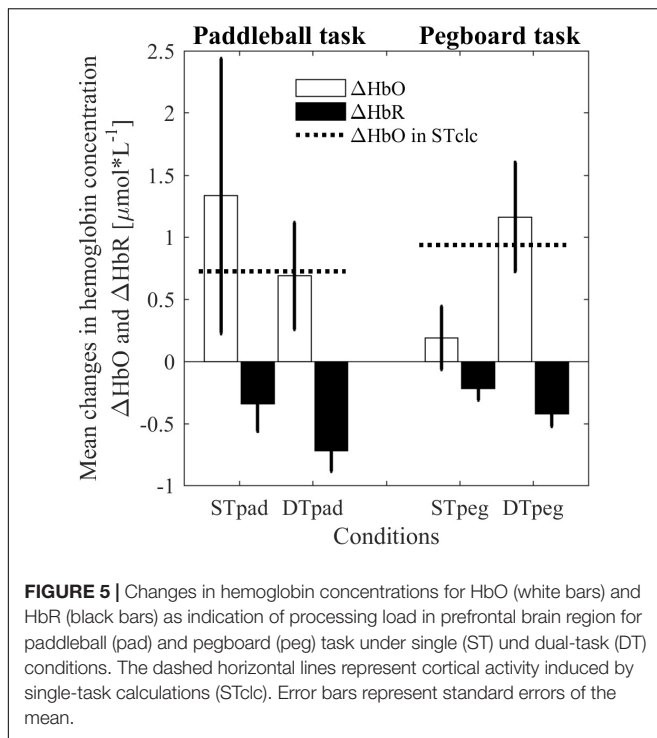 Paddleball task Pegboard task
Mean changes in hemoglobin concentration
ΔHbO and ΔHbR [μmol*L⁻¹]
2.5
2
1.5
1
0.5
0
-0.5
-1
ΔHbO
ΔHbR
ΔHbO in STclc
STpad DTpad STpeg DTpeg
Conditions
FIGURE 5 | Changes in hemoglobin concentrations for HbO (white bars) and
HbR (black bars) as indication of processing load in prefrontal brain region for
paddleball (pad) and pegboard (peg) task under single (ST) und dual-task (DT)
conditions. The dashed horizontal lines represent cortical activity induced by
single-task calculations (STclc). Error bars represent standard errors of the
mean.